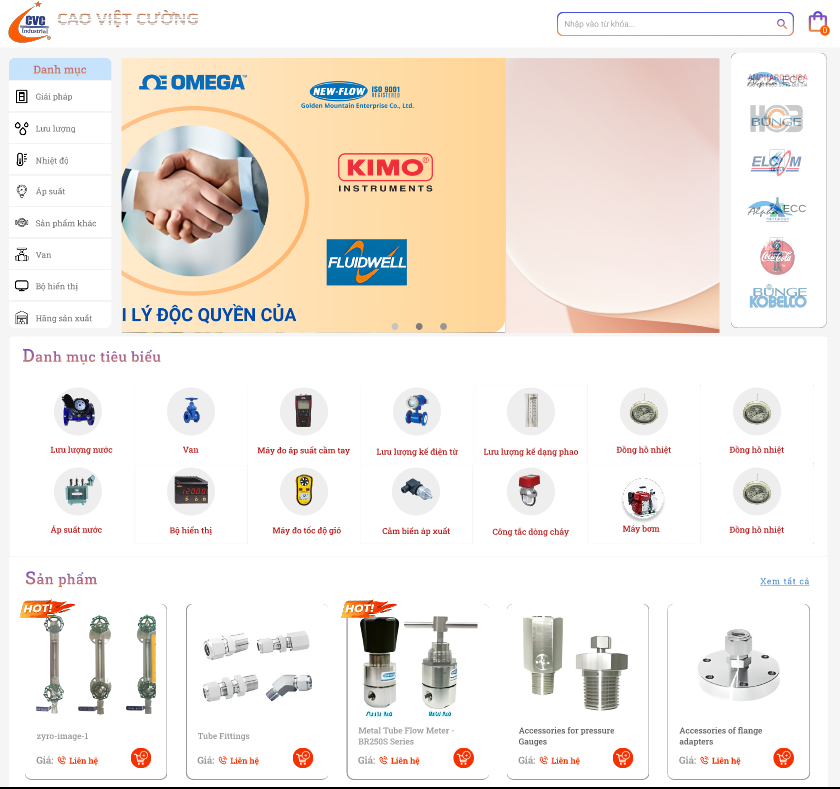 CVC
Industrial
CAO VIỆT CƯỜNG
Nhập vào từ khóa...
0
Danh mục
Giải pháp
Lưu lượng
Nhiệt độ
Áp suất
Sản phẩm khác
Van
Bộ hiển thị
Hãng sản xuất
OMEGA™
NEW-FLOW ISO 9001
REGISTERED
Golden Mountain Enterprise Co., Ltd.
KIMO®
INSTRUMENTS
FLUIDWELL
I LÝ ĐỘC QUYỀN CỦA
BÜNGE
ELCOM
Alpha ECC
Coca-Cola
BÜNGE
KOBELCO
Danh mục tiêu biểu
Lưu lượng nước
Van
Máy đo áp suất cầm tay
Lưu lượng kế điện từ
Lưu lượng kế dạng phao
Đồng hồ nhiệt
Đồng hồ nhiệt
Áp suất nước
Bộ hiển thị
Máy đo tốc độ gió
Cảm biến áp xuất
Công tắc dòng chảy
Máy bơm
Đồng hồ nhiệt
Sản phẩm
Xem tất cả
HOT!
zyro-image-1
Giá: Liên hệ
Tube Fittings
Giá: Liên hệ
HOT!
Metal Tube Flow Meter -
BR250S Series
Giá: Liên hệ
Accessories for pressure
Gauges
Giá: Liên hệ
Accessories of flange
adapters
Giá: Liên hệ